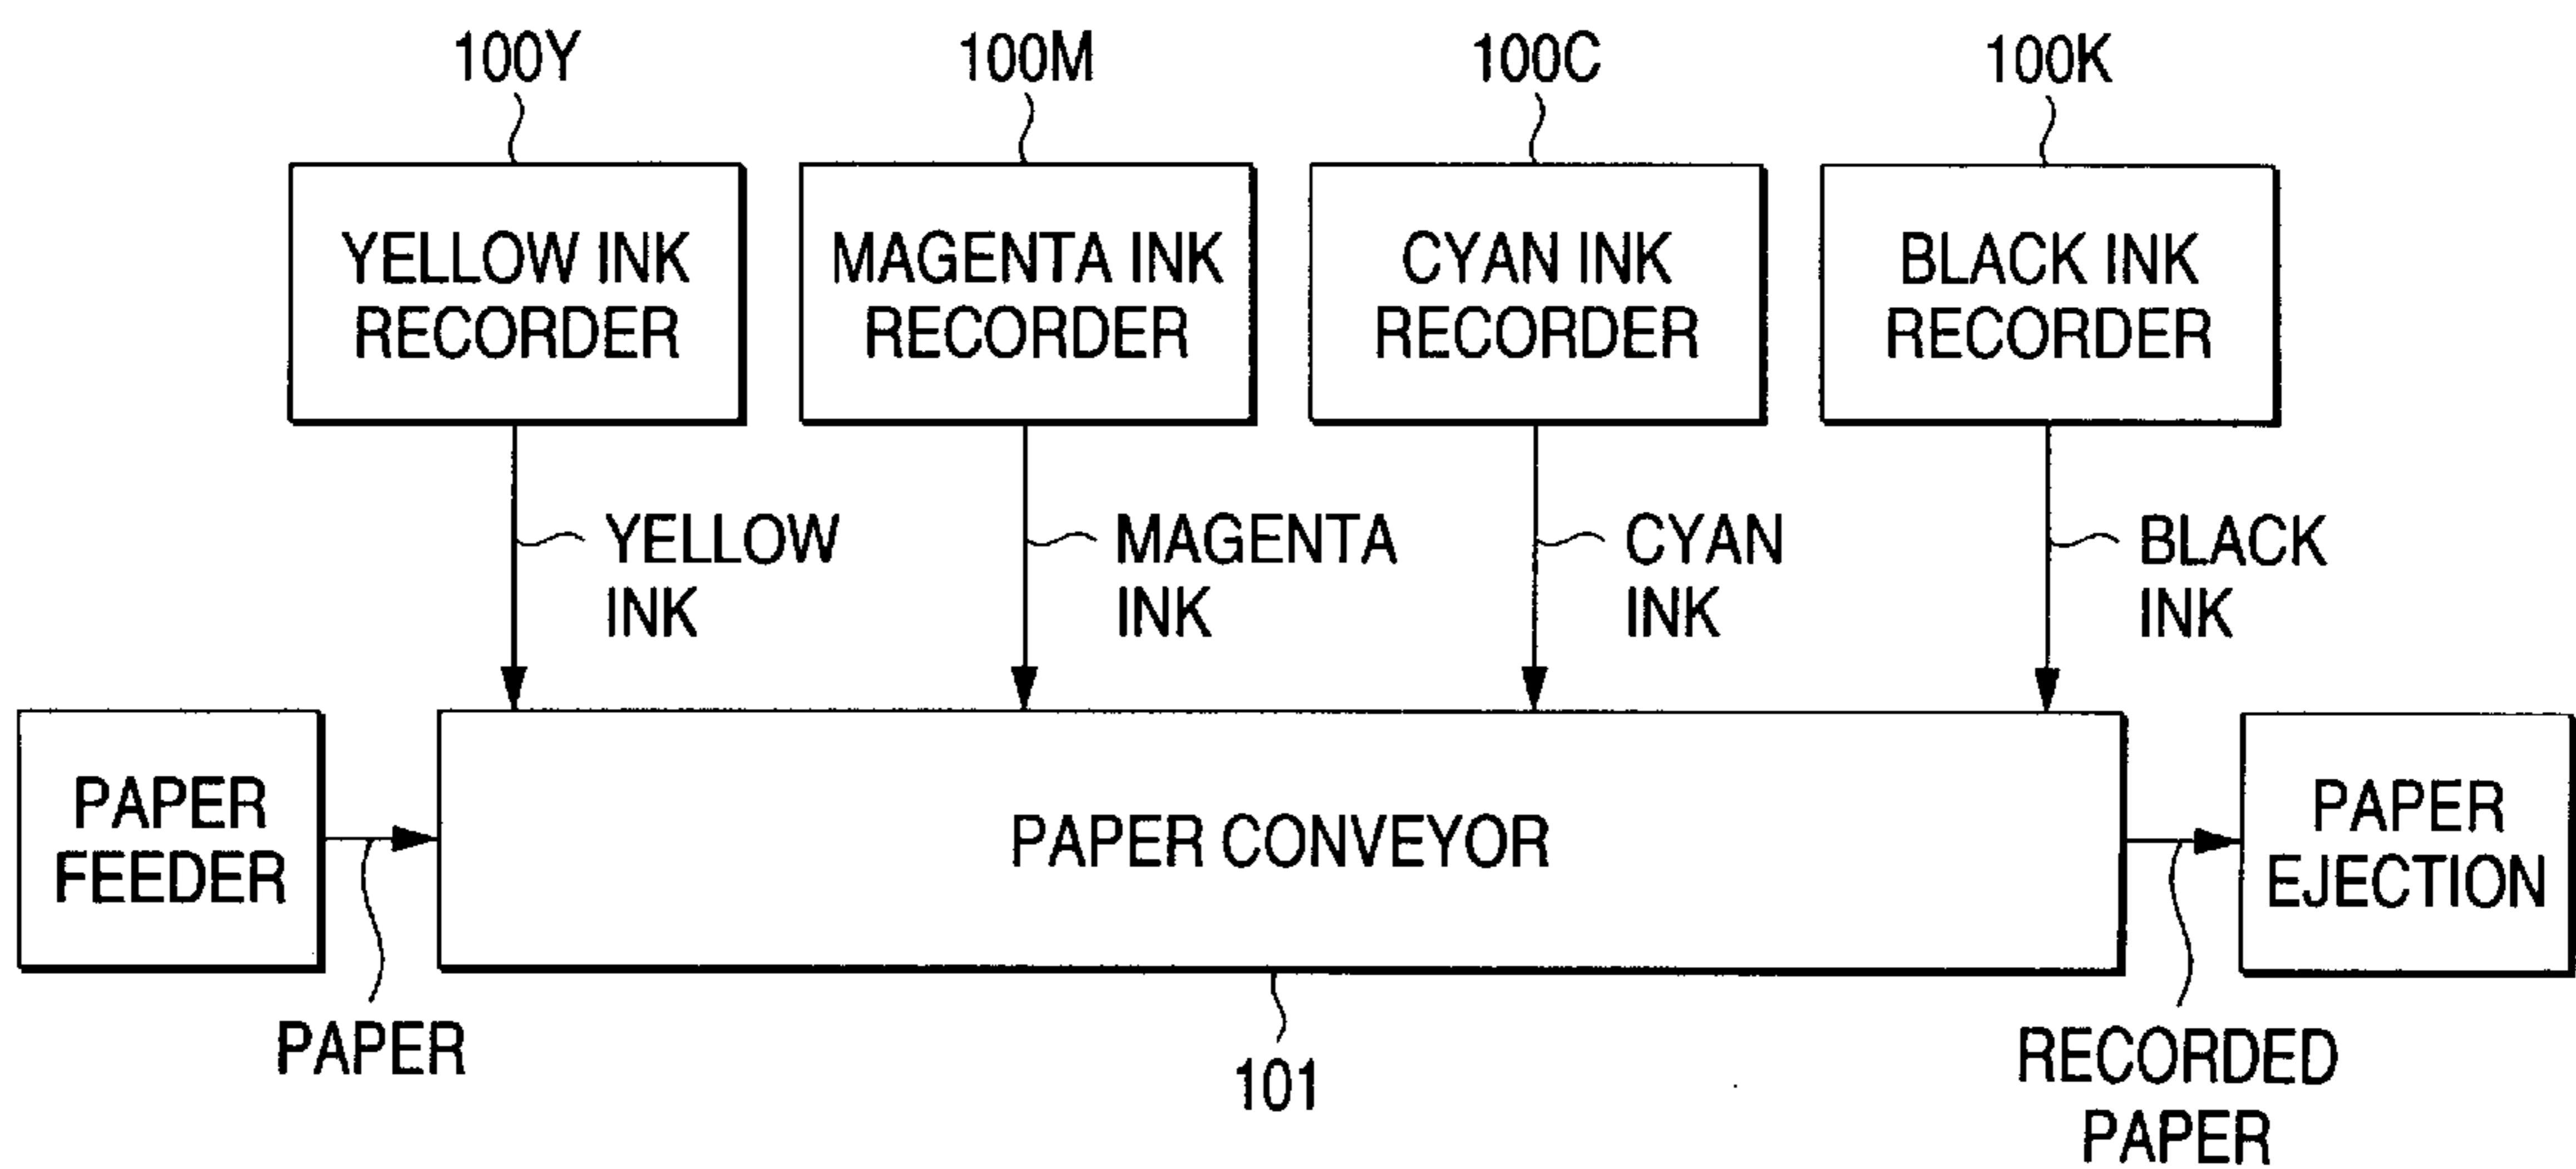 100Y
100M
100C
100K
YELLOW INK
RECORDER
MAGENTA INK
RECORDER
CYAN INK
RECORDER
BLACK INK
RECORDER
YELLOW
INK
MAGENTA
INK
CYAN
INK
BLACK
INK
PAPER
FEEDER
PAPER CONVEYOR
PAPER
EJECTION
PAPER
101
RECORDED
PAPER